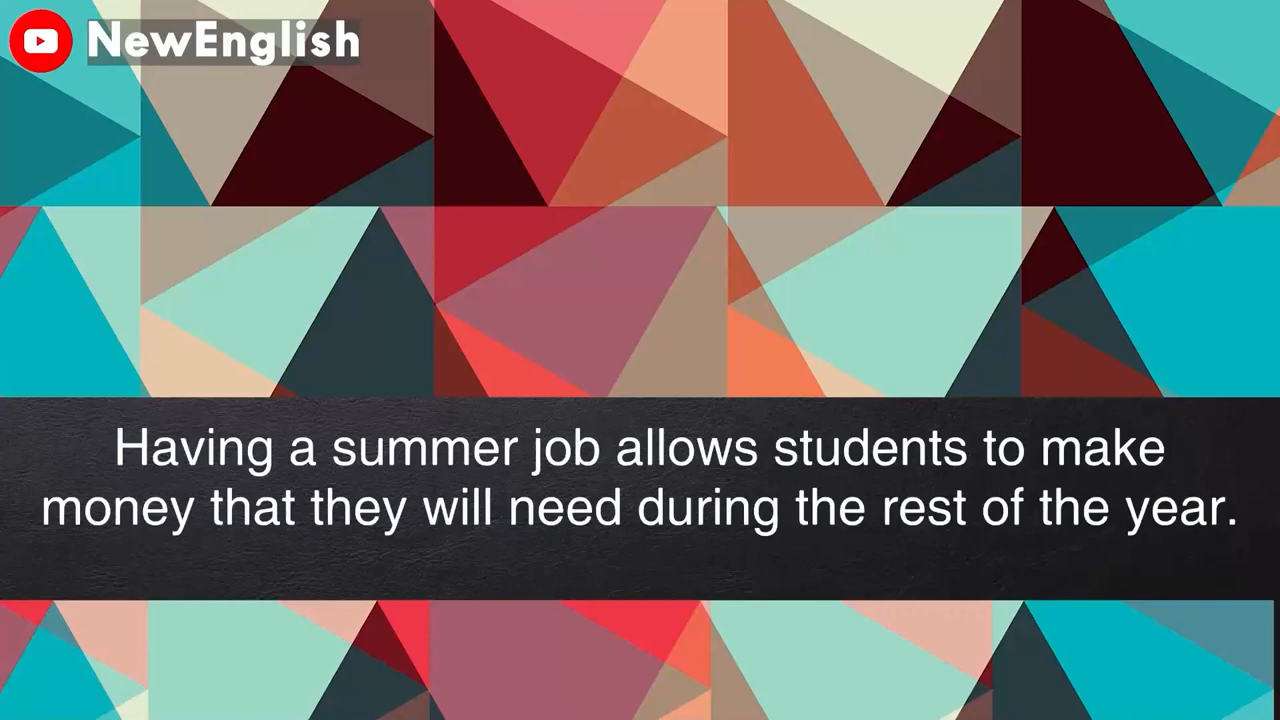 NewEnglish
Having a summer job allows students to make
money that they will need during the rest of the year.